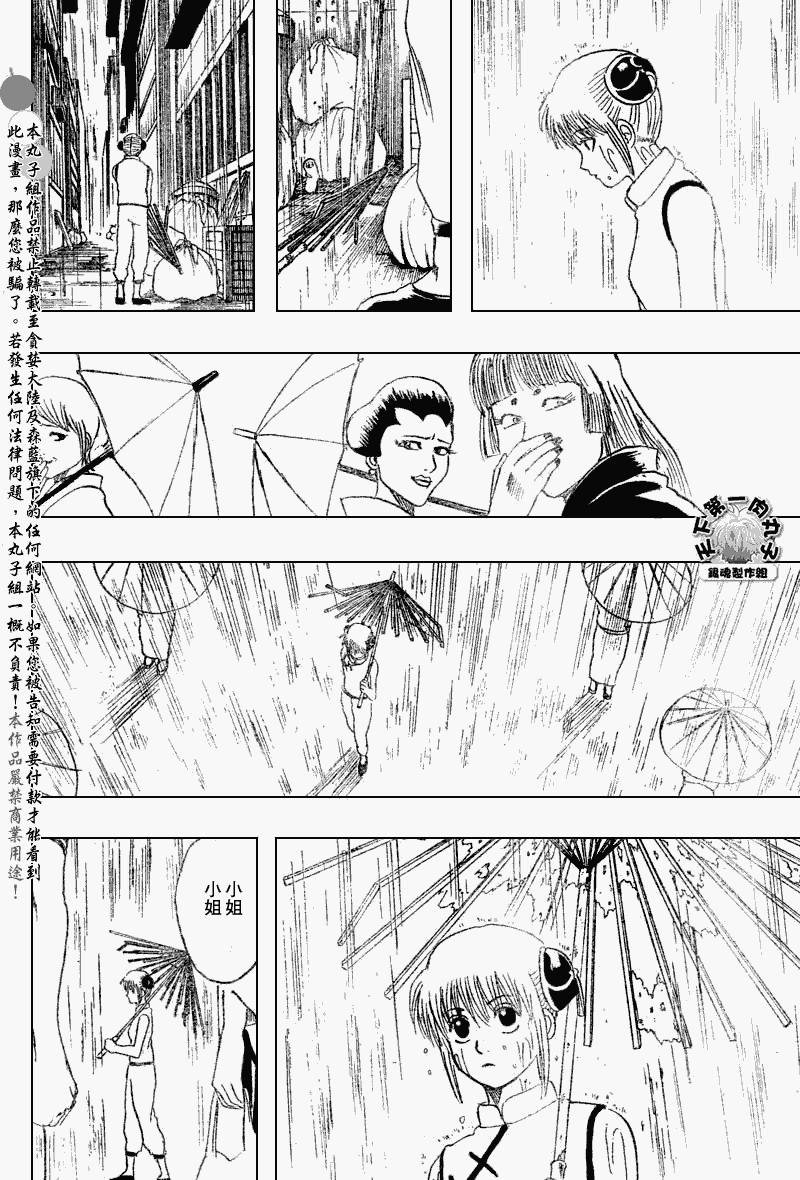 本丸子組作品禁止轉載至貪婪大陸及森藍旗下的任何網站。如果您被告知需要付款才能看到
此漫畫，那麼您被騙了。若發生任何法律問題，本丸子組一概不負責！本作品嚴禁商業用途！
天下第一肉丸子
銀魂製作組
小姐
小姐